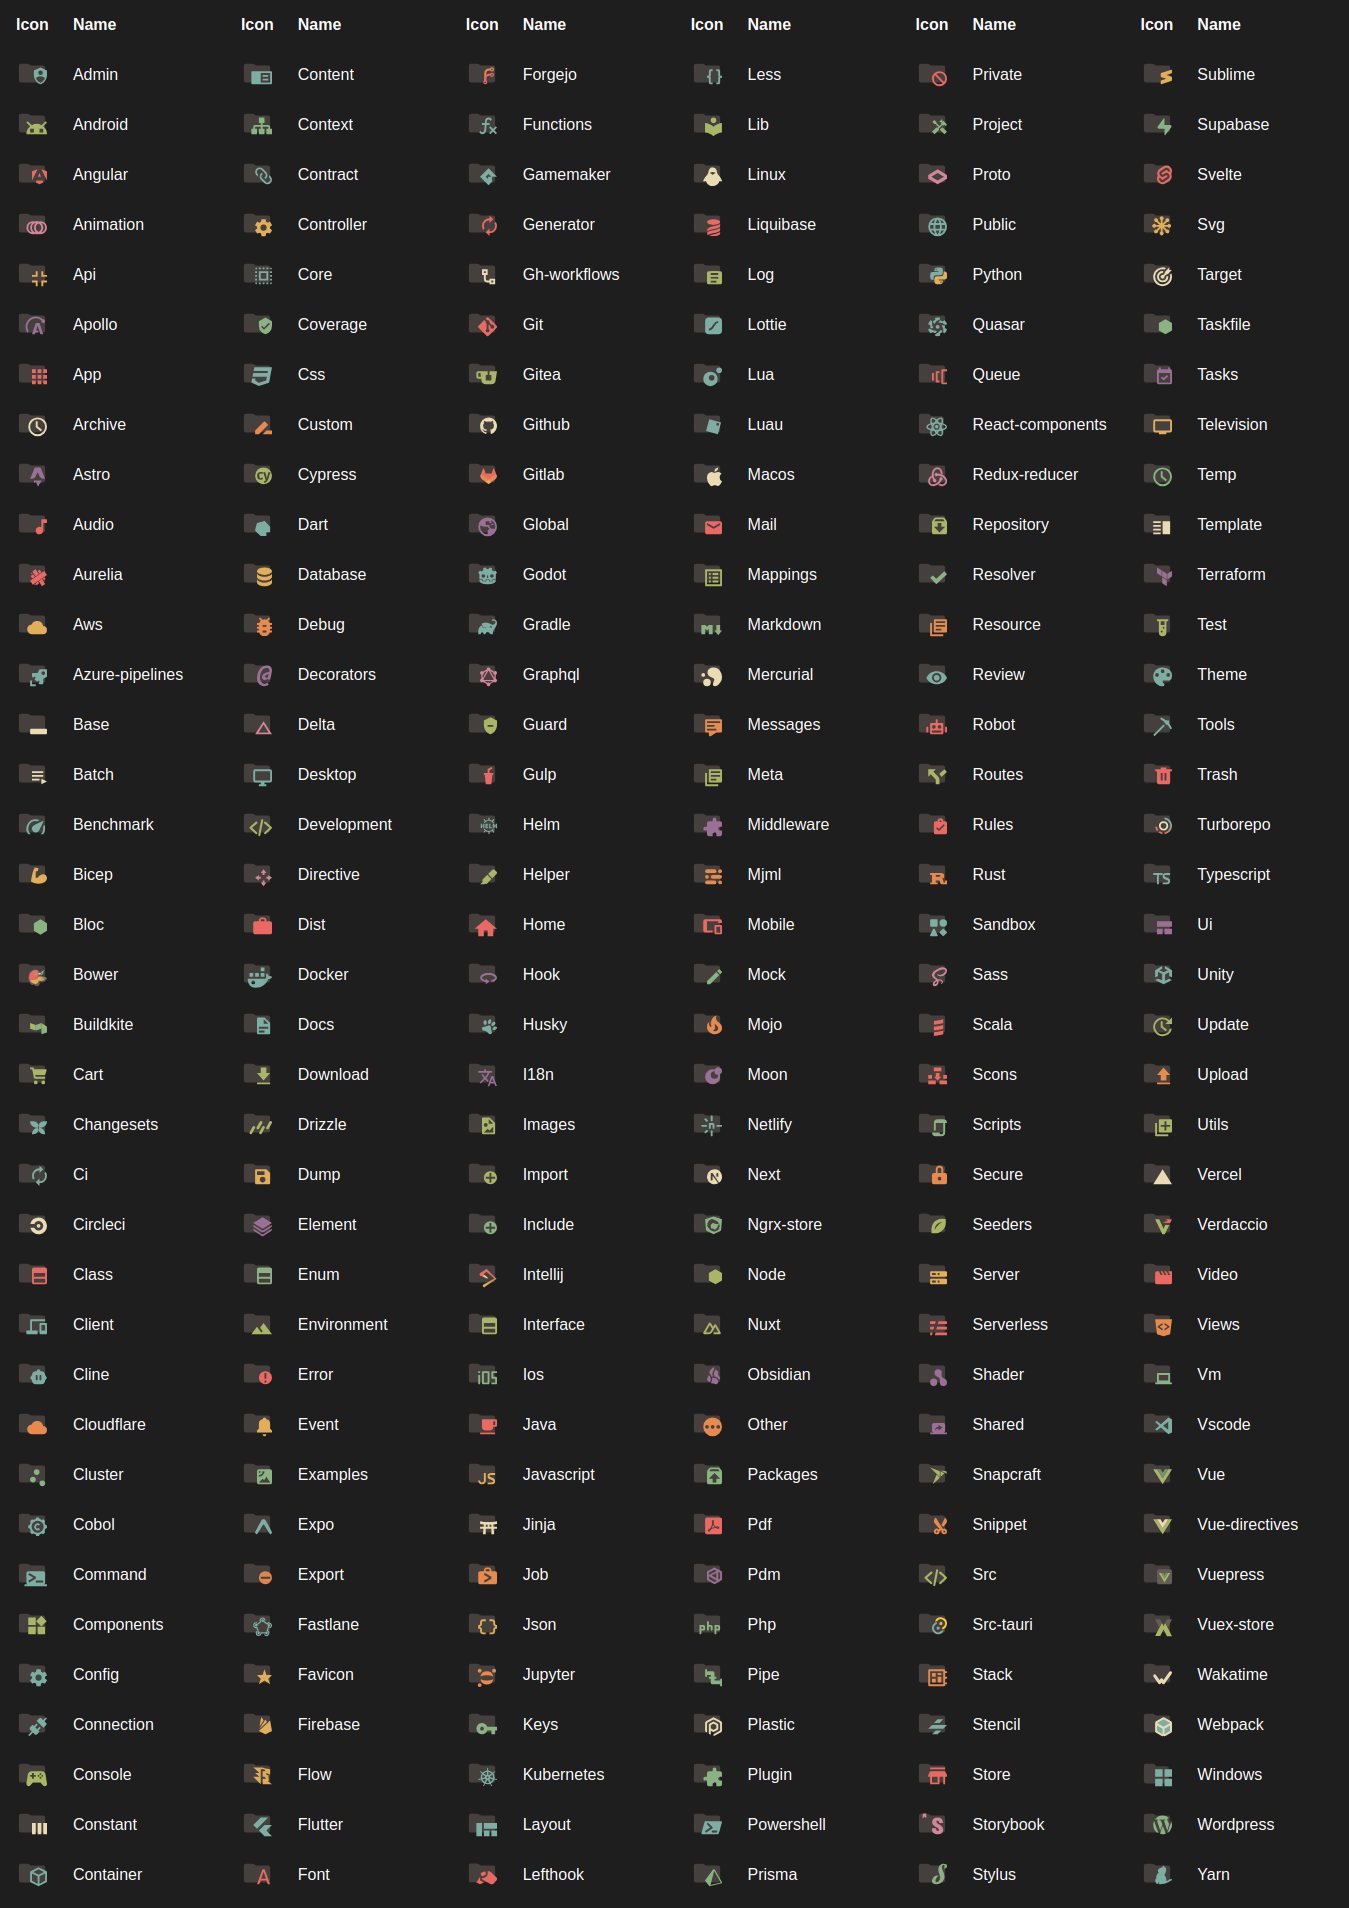 Icon Name Icon Name Icon Name Icon Name Icon Name Icon Name
Admin Content Forgejo Less Private Sublime
Android Context Functions Lib Project Supabase
Angular Contract Gamemaker Linux Proto Svelte
Animation Controller Generator Liquibase Public Svg
Api Core Gh-workflows Log Python Target
Apollo Coverage Git Lottie Quasar Taskfile
App Css Gitea Lua Queue Tasks
Archive Custom Github Luau React-components Television
Astro Cypress Gitlab Macos Redux-reducer Temp
Audio Dart Global Mail Repository Template
Aurelia Database Godot Mappings Resolver Terraform
Aws Debug Gradle Markdown Resource Test
Azure-pipelines Decorators Graphql Mercurial Review Theme
Base Delta Guard Messages Robot Tools
Batch Desktop Gulp Meta Routes Trash
Benchmark Development Helm Middleware Rules Turborepo
Bicep Directive Helper Mjml Rust Typescript
Bloc Dist Home Mobile Sandbox Ui
Bower Docker Hook Mock Sass Unity
Buildkite Docs Husky Mojo Scala Update
Cart Download I18n Moon Scons Upload
Changesets Drizzle Images Netlify Scripts Utils
Ci Dump Import Next Secure Vercel
Circleci Element Include Ngrx-store Seeders Verdaccio
Class Enum Intellij Node Server Video
Client Environment Interface Nuxt Serverless Views
Cline Error Ios Obsidian Shader Vm
Cloudflare Event Java Other Shared Vscode
Cluster Examples Javascript Packages Snapcraft Vue
Cobol Expo Jinja Pdf Snippet Vue-directives
Command Export Job Pdm Src Vuepress
Components Fastlane Json Php Src-tauri Vuex-store
Config Favicon Jupyter Pipe Stack Wakatime
Connection Firebase Keys Plastic Stencil Webpack
Console Flow Kubernetes Plugin Store Windows
Constant Flutter Layout Powershell Storybook Wordpress
Container Font Lefthook Prisma Stylus Yarn